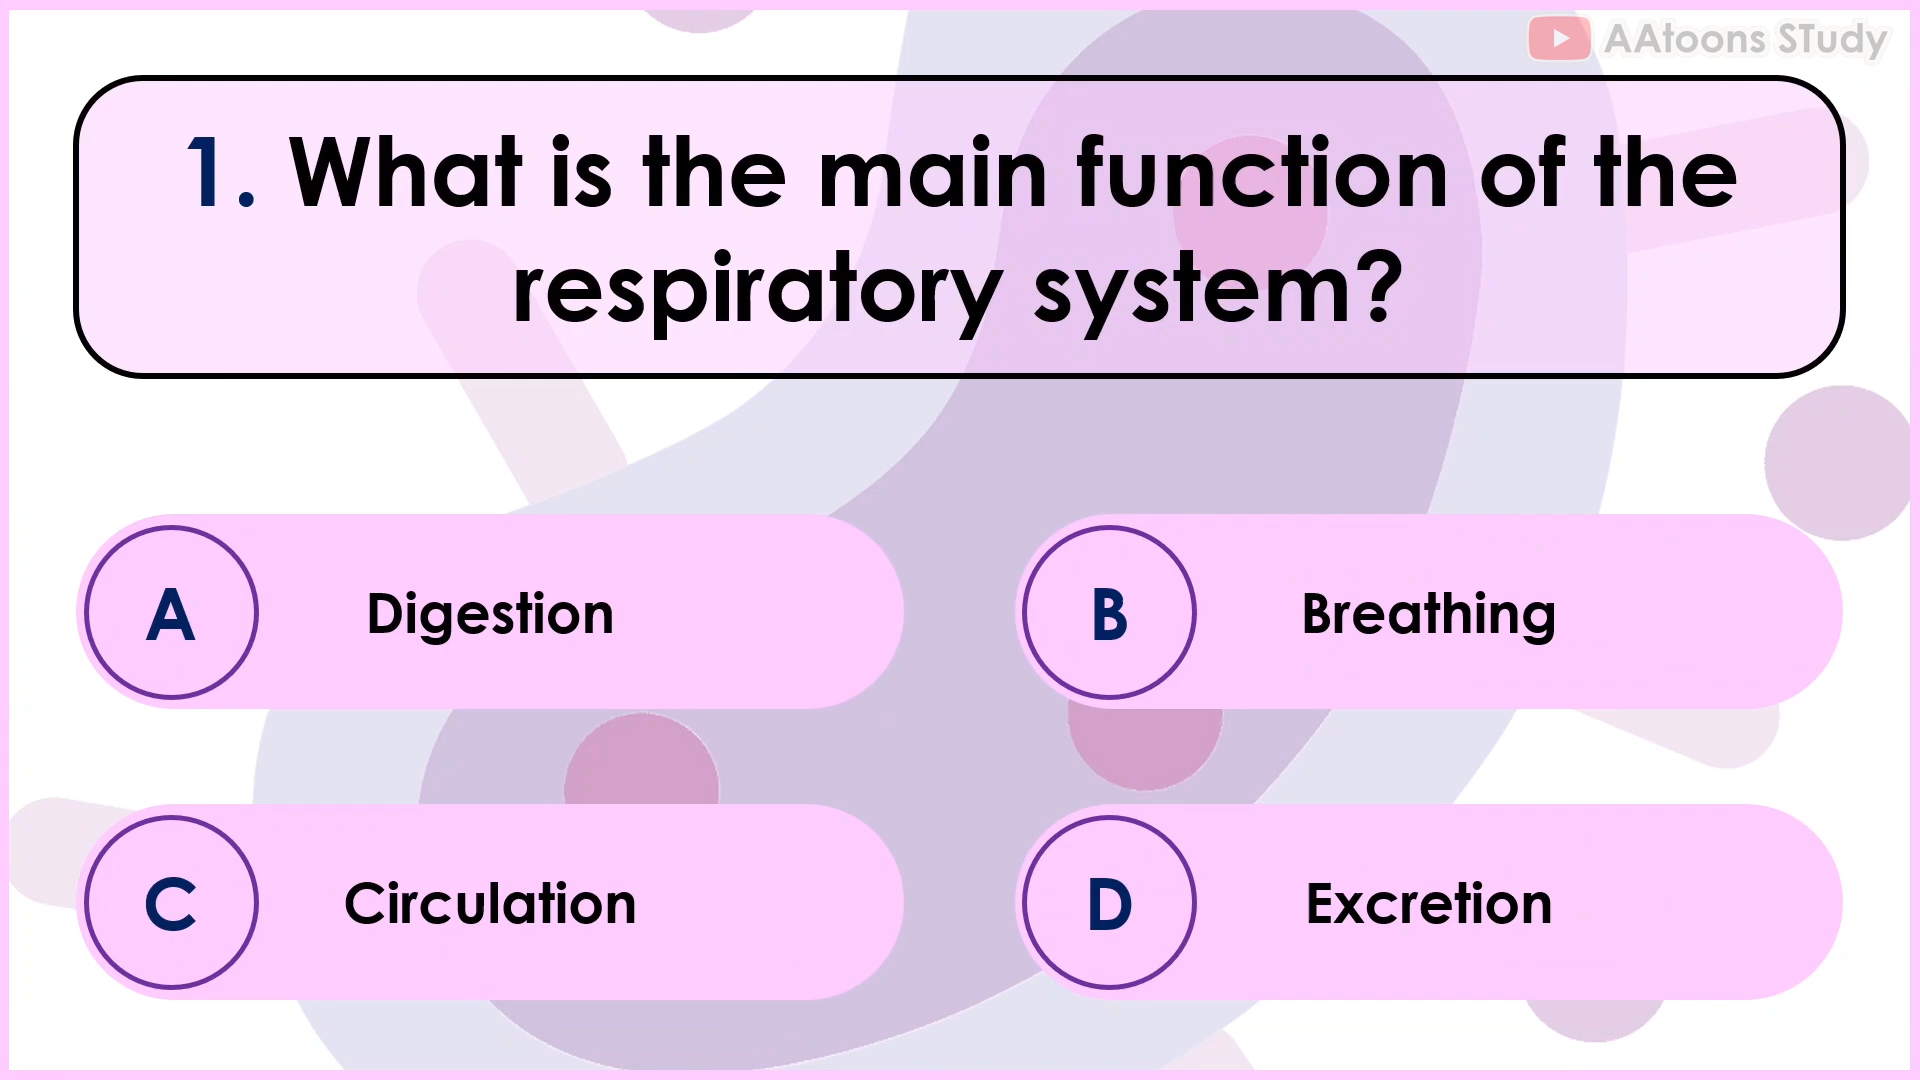 AAtoons STudy
1. What is the main function of the
respiratory system?
A Digestion
B Breathing
C Circulation
D Excretion